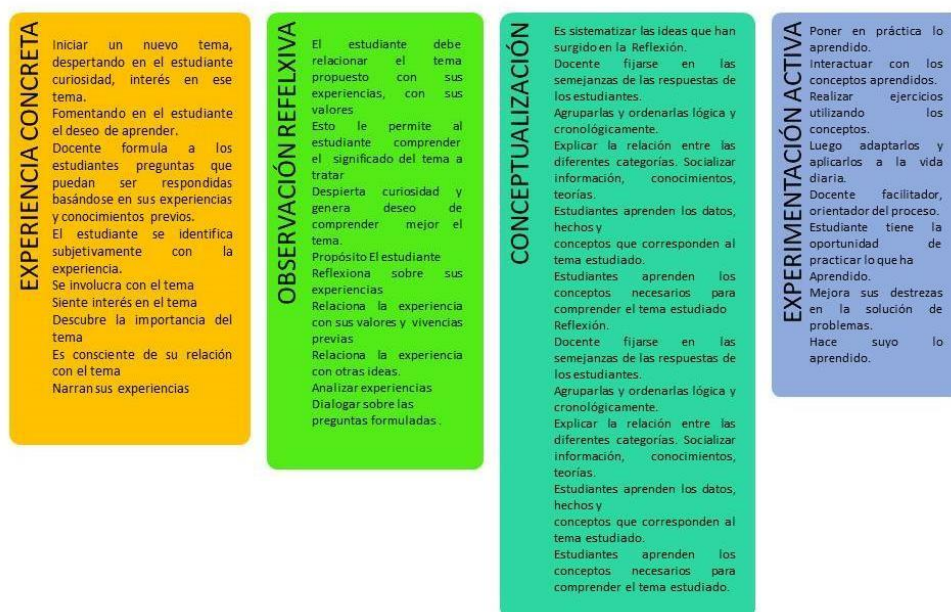 EXPERIENCIA CONCRETA
Iniciar un nuevo tema,
despertando en el estudiante
curiosidad, interés en ese
tema.
Fomentando en el estudiante
el deseo de aprender.
Docente formula a los
estudiantes preguntas que
puedan ser respondidas
basándose en sus experiencias
y conocimientos previos.
El estudiante se identifica
subjetivamente con la
experiencia.
Se involucra con el tema
Siente interés en el tema
Descubre la importancia del
tema
Es consciente de su relación
con el tema
Narran sus experiencias
OBSERVACIÓN REFELXIVA
El estudiante debe
relacionar el tema
propuesto con sus
experiencias, con sus
valores
Esto le permite al
estudiante comprender
el significado del tema a
tratar
Despierta curiosidad y
genera deseo de
comprender mejor el
tema.
Propósito El estudiante
Reflexiona sobre sus
experiencias
Relaciona la experiencia
con sus valores y vivencias
previas
Relaciona la experiencia
con otras ideas.
Analizar experiencias
Dialogar sobre las
preguntas formuladas .
CONCEPTUALIZACIÓN
Es sistematizar las ideas que han
surgido en la Reflexión.
Docente fijarse en las
semejanzas de las respuestas de
los estudiantes.
Agruparlas y ordenarlas lógica y
cronológicamente.
Explicar la relación entre las
diferentes categorías. Socializar
información, conocimientos,
teorías.
Estudiantes aprenden los datos,
hechos y
conceptos que corresponden al
tema estudiado.
Estudiantes aprenden los
conceptos necesarios para
comprender el tema estudiado
Reflexión.
Docente fijarse en las
semejanzas de las respuestas de
los estudiantes.
Agruparlas y ordenarlas lógica y
cronológicamente.
Explicar la relación entre las
diferentes categorías. Socializar
información, conocimientos,
teorías.
Estudiantes aprenden los datos,
hechos y
conceptos que corresponden al
tema estudiado.
Estudiantes aprenden los
conceptos necesarios para
comprender el tema estudiado.
EXPERIMENTACIÓN ACTIVA
Poner en práctica lo
aprendido.
Interactuar con los
conceptos aprendidos.
Realizar ejercicios
utilizando los
conceptos.
Luego adaptarlos y
aplicarlos a la vida
diaria.
Docente facilitador,
orientador del proceso.
Estudiante tiene la
oportunidad de
practicar lo que ha
Aprendido.
Mejora sus destrezas
en la solución de
problemas.
Hace suyo lo
aprendido.